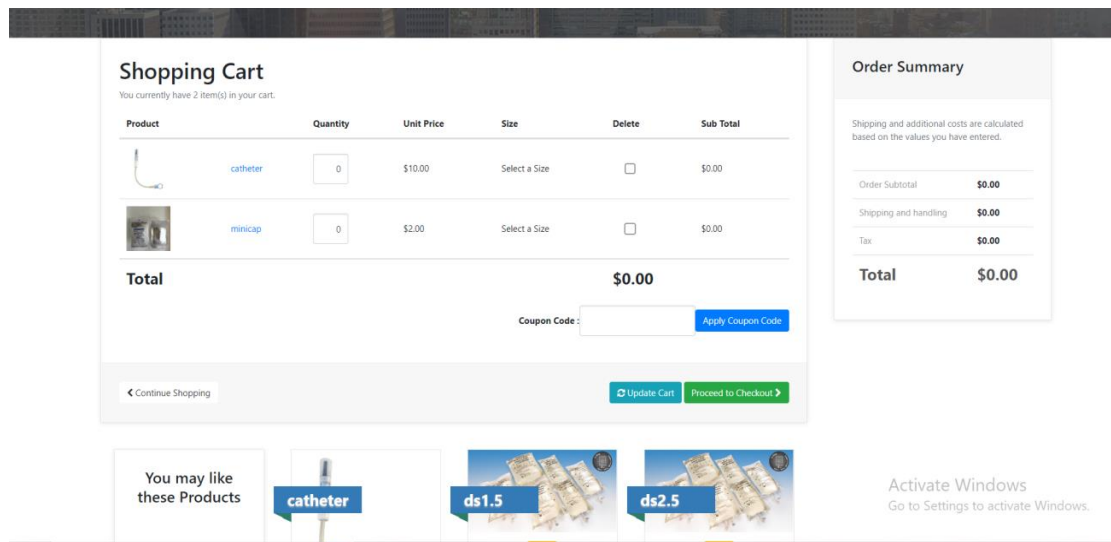 Shopping Cart
You currently have 2 item(s) in your cart.
Product Quantity Unit Price Size Delete Sub Total
catheter 0 $10.00 Select a Size $0.00
minicap 0 $2.00 Select a Size $0.00
Total $0.00
Coupon Code : Apply Coupon Code
Continue Shopping Update Cart Proceed to Checkout
Order Summary
Shipping and additional costs are calculated
based on the values you have entered.
Order Subtotal $0.00
Shipping and handling $0.00
Tax $0.00
Total $0.00
You may like
these Products
catheter
ds1.5
ds2.5
Activate Windows
Go to Settings to activate Windows.